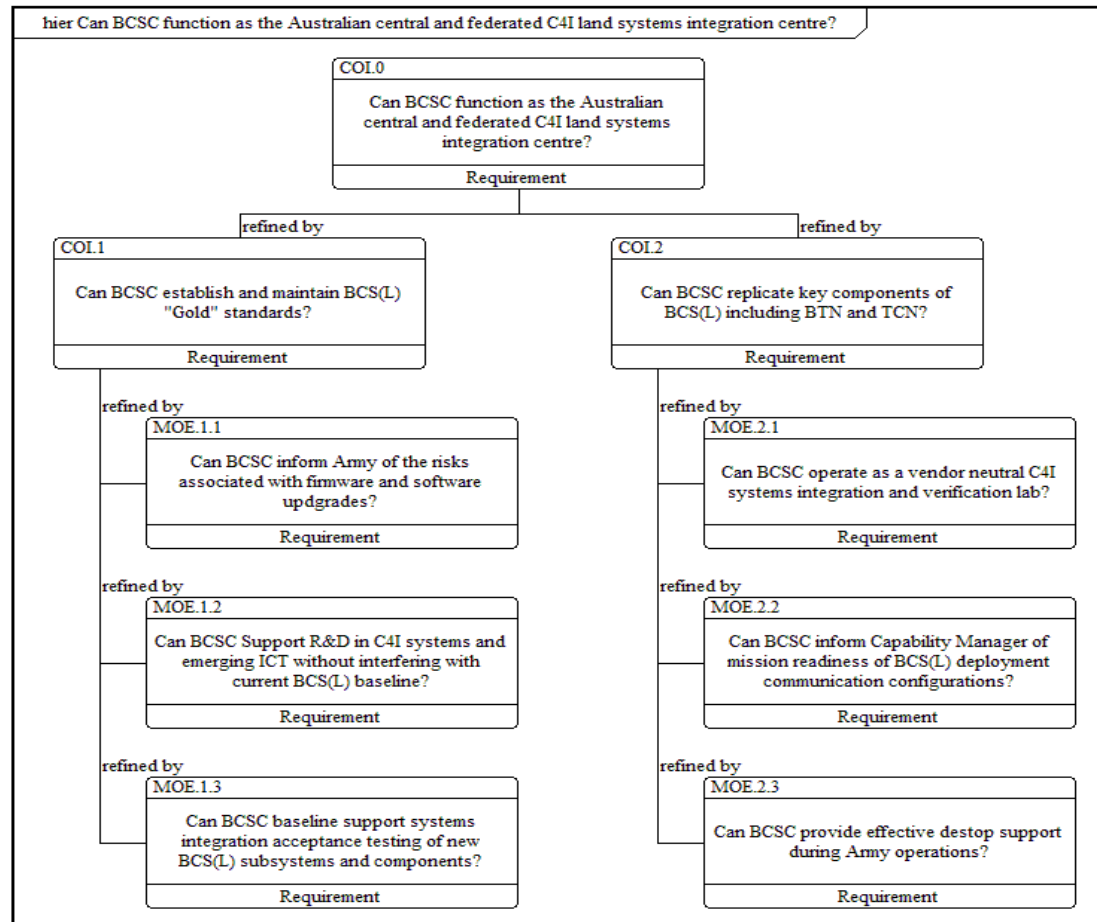 hier Can BCSC function as the Australian central and federated C4I land systems integration centre?
COI.0
Can BCSC function as the Australian
central and federated C4I land systems
integration centre?
Requirement
refined by
refined by
COI.1
Can BCSC establish and maintain BCS(L)
"Gold" standards?
Requirement
refined by
MOE.1.1
Can BCSC inform Army of the risks
associated with firmware and software
updgrades?
Requirement
refined by
MOE.1.2
Can BCSC Support R&D in C4I systems and
emerging ICT without interfering with
current BCS(L) baseline?
Requirement
refined by
MOE.1.3
Can BCSC baseline support systems
integration acceptance testing of new
BCS(L) subsystems and components?
Requirement
COI.2
Can BCSC replicate key components of
BCS(L) including BTN and TCN?
Requirement
refined by
MOE.2.1
Can BCSC operate as a vendor neutral C4I
systems integration and verification lab?
Requirement
refined by
MOE.2.2
Can BCSC inform Capability Manager of
mission readiness of BCS(L) deployment
communication configurations?
Requirement
refined by
MOE.2.3
Can BCSC provide effective destop support
during Army operations?
Requirement